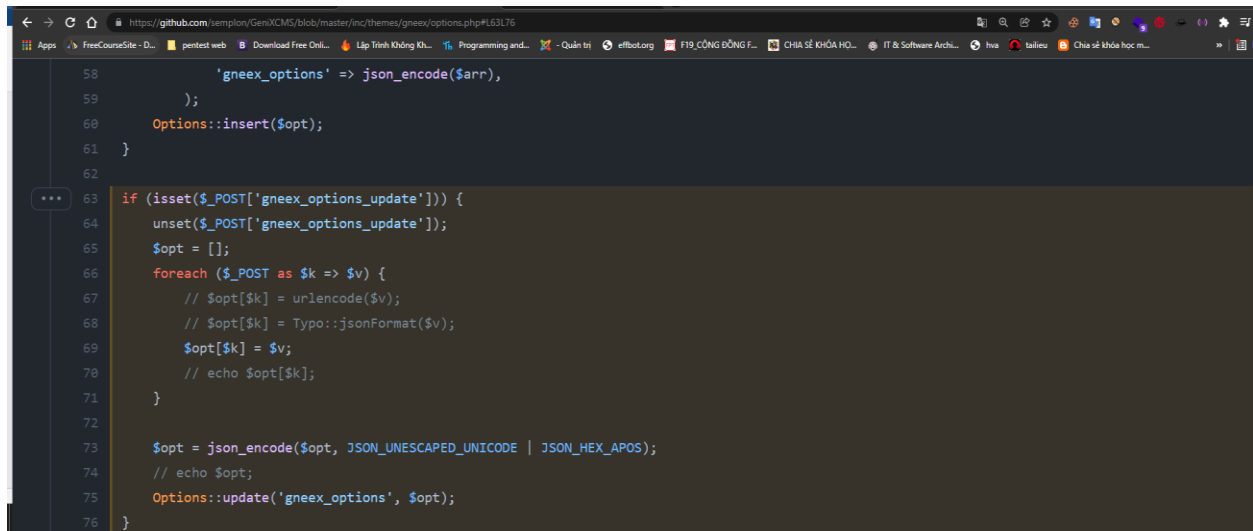 https://github.com/semplon/GeniXCMS/blob/master/inc/themes/gneex/options.php#L63L76
Apps FreeCourseSite - D... pentest web Download Free Onli... Lập Trình Không Kh... Programming and... - Quản trị effbot.org F19_CỘNG ĐỒNG F... CHIA SẺ KHÓA HỌ... IT & Software Archi... hva tailieu Chia sẻ khóa học m... »
58 'gneex_options' => json_encode($arr),
59 );
60 Options::insert($opt);
61 }
62
63 if (isset($_POST['gneex_options_update'])) {
64 unset($_POST['gneex_options_update']);
65 $opt = [];
66 foreach ($_POST as $k => $v) {
67 // $opt[$k] = urlencode($v);
68 // $opt[$k] = Typo::jsonFormat($v);
69 $opt[$k] = $v;
70 // echo $opt[$k];
71 }
72
73 $opt = json_encode($opt, JSON_UNESCAPED_UNICODE | JSON_HEX_APOS);
74 // echo $opt;
75 Options::update('gneex_options', $opt);
76 }